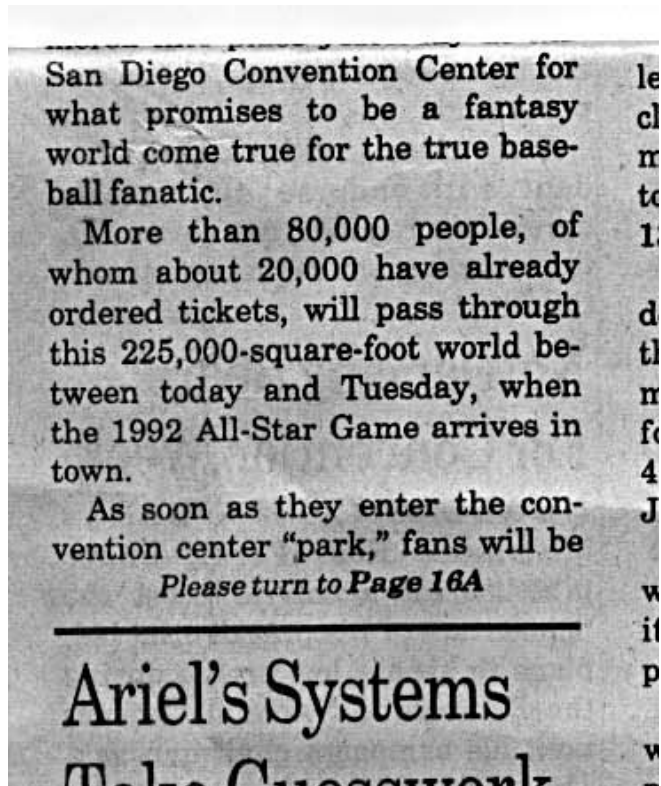 San Diego Convention Center for
what promises to be a fantasy
world come true for the true base-
ball fanatic.
More than 80,000 people, of
whom about 20,000 have already
ordered tickets, will pass through
this 225,000-square-foot world be-
tween today and Tuesday, when
the 1992 All-Star Game arrives in
town.
As soon as they enter the con-
vention center “park,” fans will be
Please turn to Page 16A
Ariel's Systems
Take Guesswork